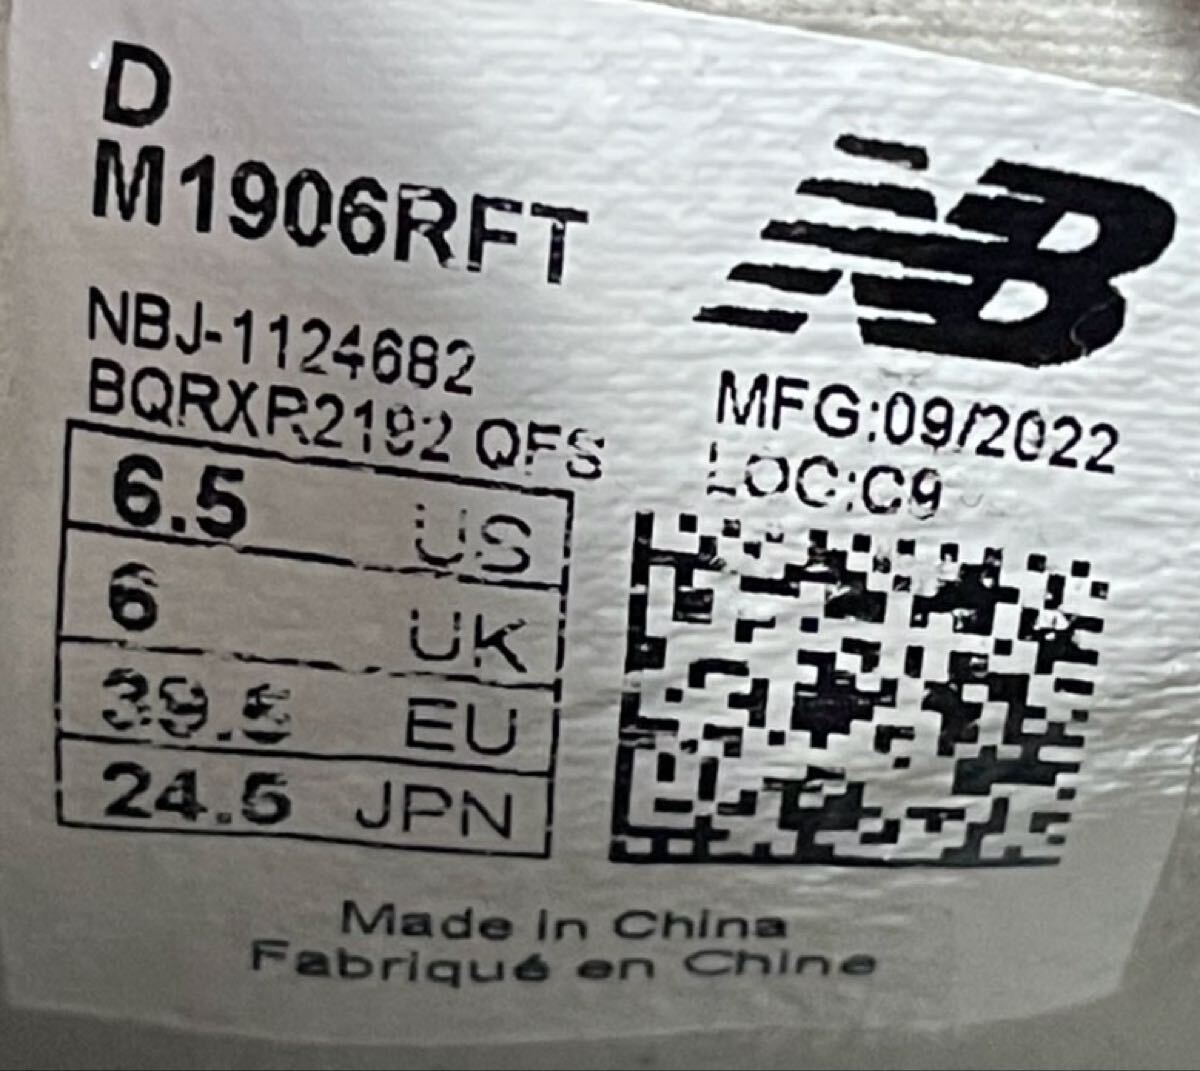 D
M1906RFT
NB
NBJ-1124682
BQRXR2192 QFS
MFG:09/2022
LOC:C9
6.5 US
6 UK
39.5 EU
24.5 JPN
Made in China
Fabriqué en Chine